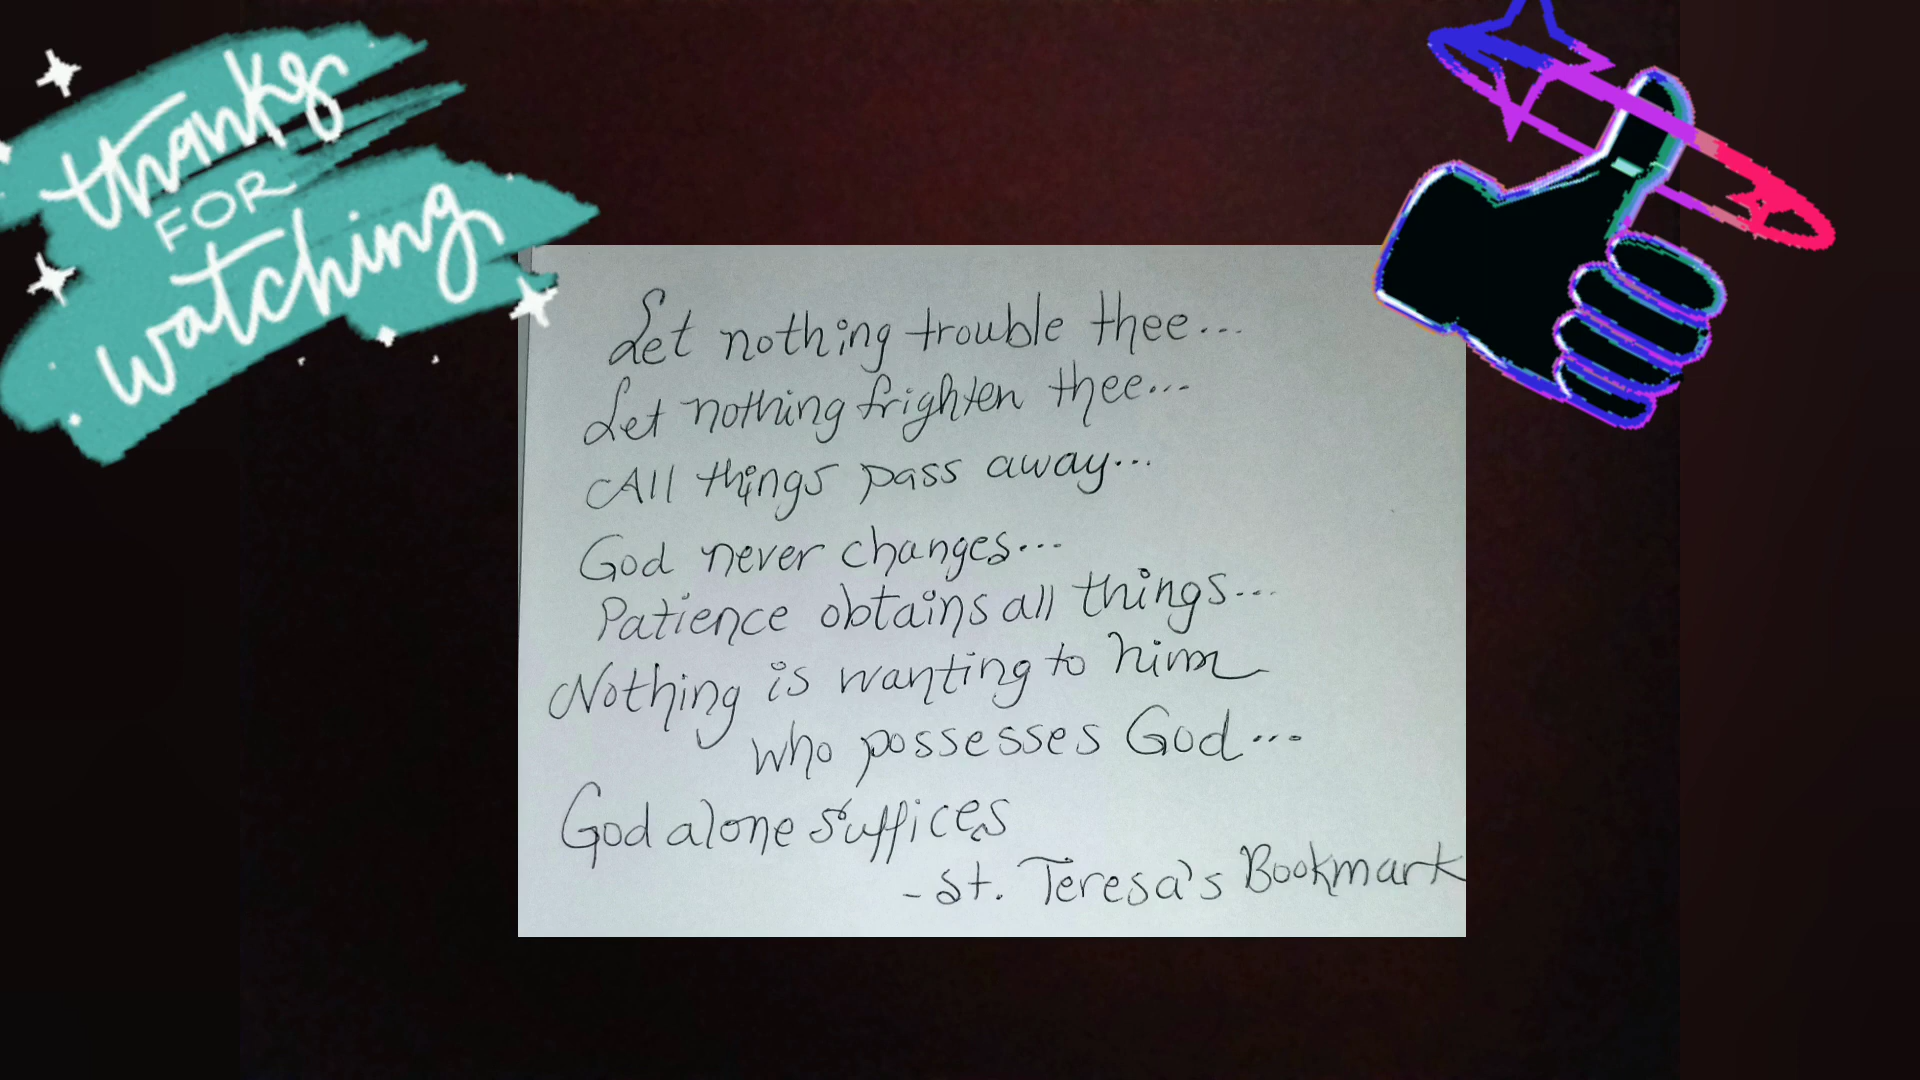 thanks
FOR
watching
Let nothing trouble thee...
Let nothing frighten thee...
All things pass away...
God never changes...
Patience obtains all things...
Nothing is wanting to him
who possesses God...
God alone suffices
- St. Teresa's Bookmark